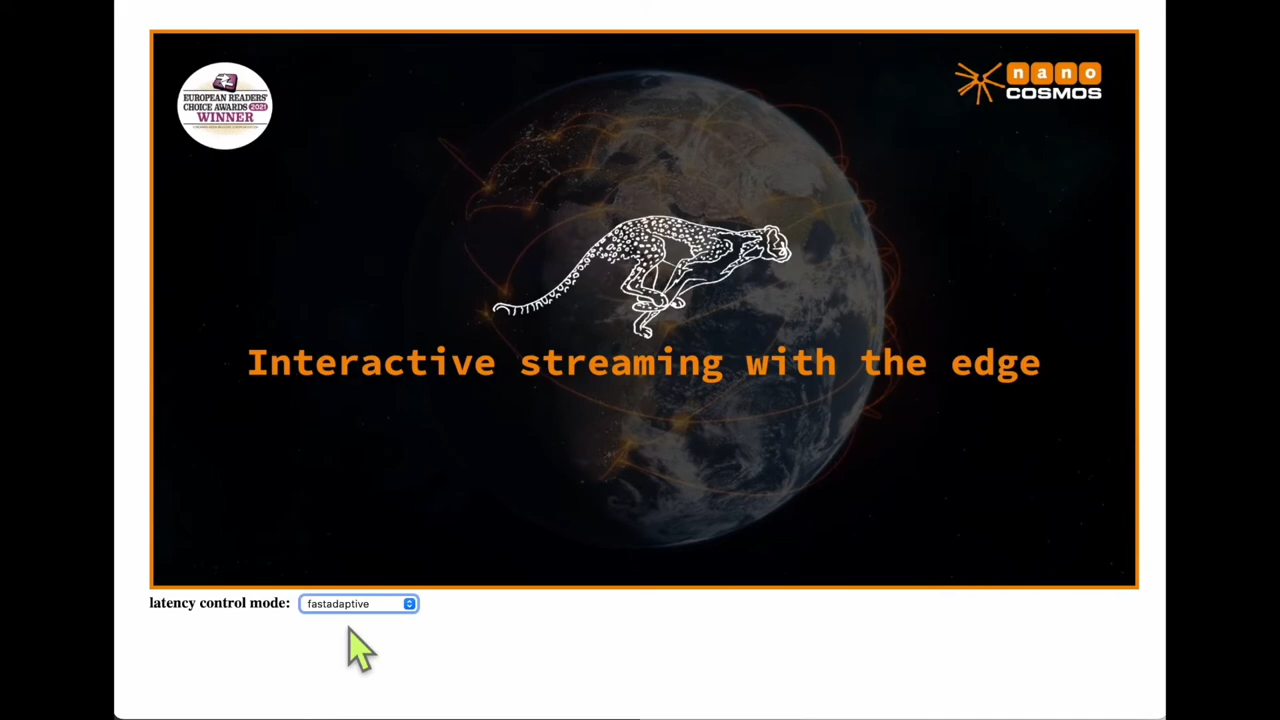 EUROPEAN READERS'
CHOICE AWARDS 2021
WINNER
nano
COSMOS
Interactive streaming with the edge
latency control mode: fastadaptive